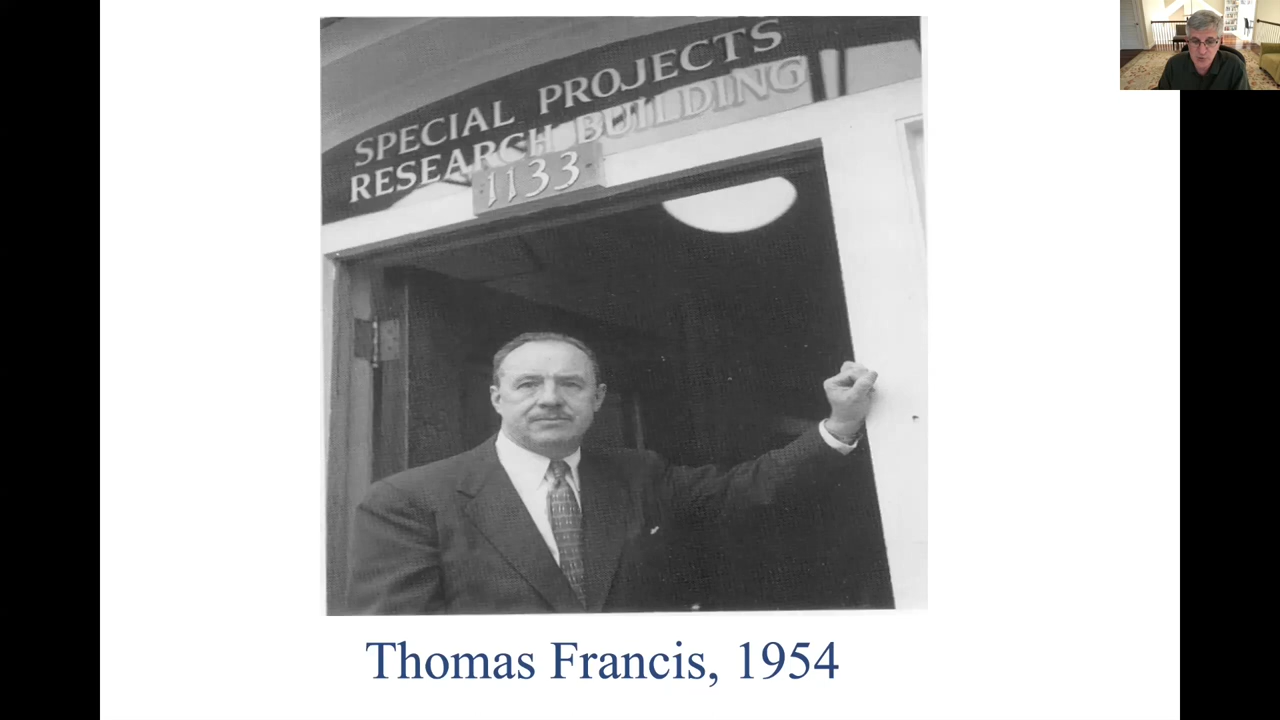 SPECIAL PROJECTS
RESEARCH BUILDING
1133
Thomas Francis, 1954